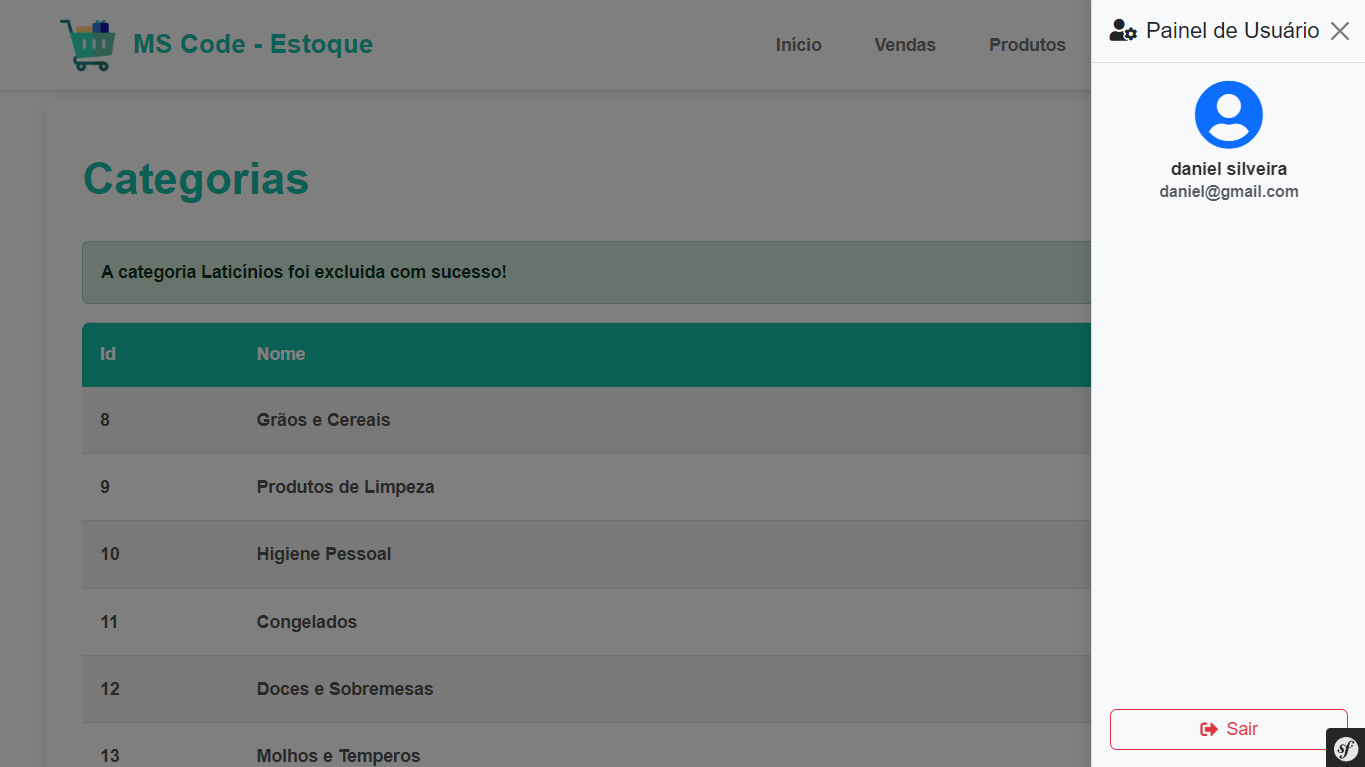 MS Code - Estoque
Início Vendas Produtos
Painel de Usuário
daniel silveira
daniel@gmail.com
Categorias
A categoria Laticínios foi excluida com sucesso!
Id Nome
8 Grãos e Cereais
9 Produtos de Limpeza
10 Higiene Pessoal
11 Congelados
12 Doces e Sobremesas
13 Molhos e Temperos
Sair
sf